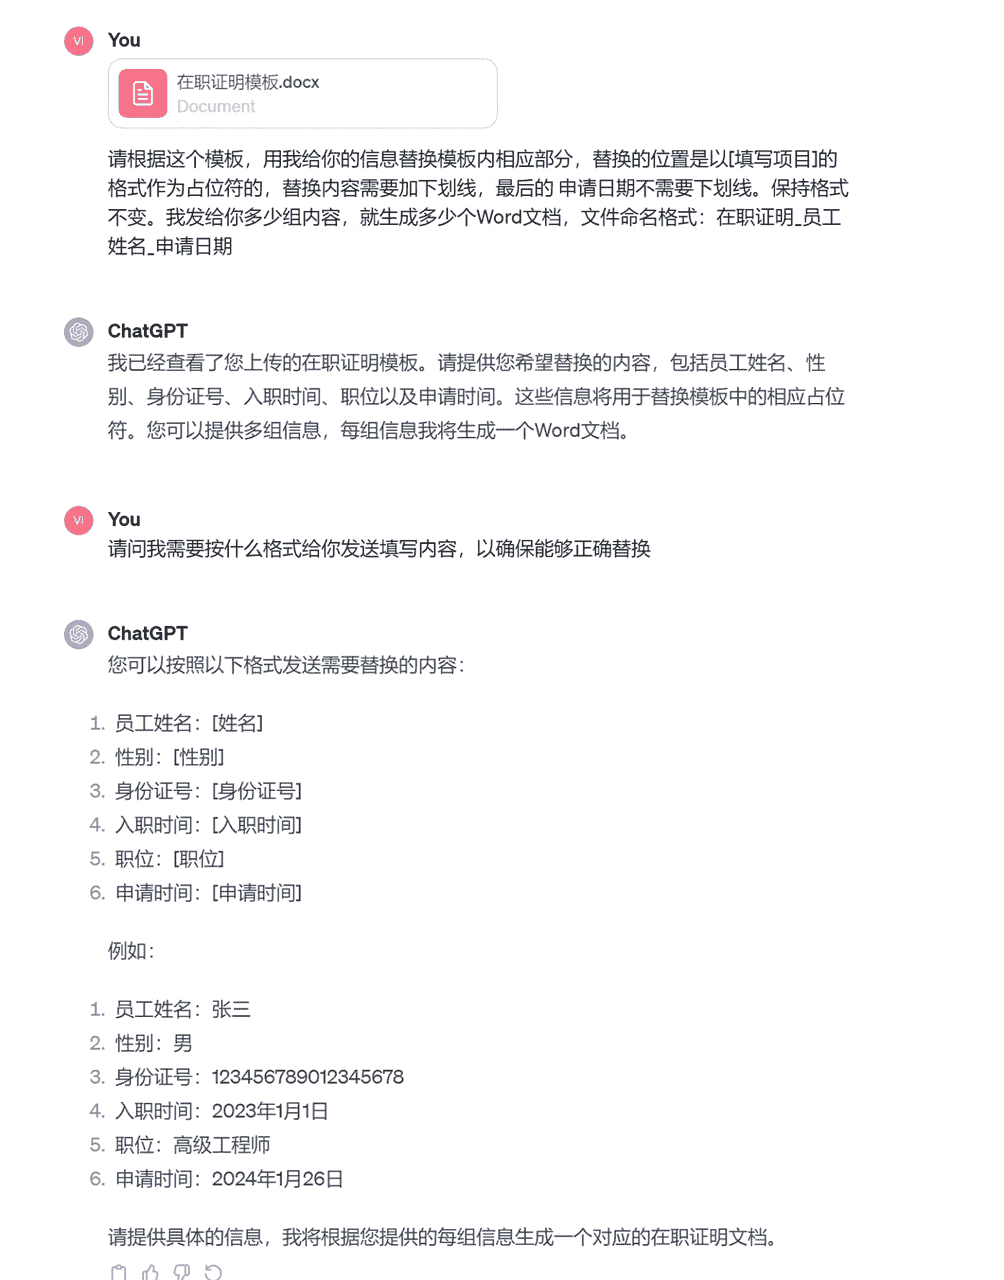 VI
You
在职证明模板.docx
Document
请根据这个模板，用我给你的信息替换模板内相应部分，替换的位置是以[填写项目]的
格式作为占位符的，替换内容需要加下划线，最后的 申请日期不需要下划线。保持格式
不变。我发给你多少组内容，就生成多少个Word文档，文件命名格式：在职证明_员工
姓名_申请日期
ChatGPT
我已经查看了您上传的在职证明模板。请提供您希望替换的内容，包括员工姓名、性
别、身份证号、入职时间、职位以及申请时间。这些信息将用于替换模板中的相应占位
符。您可以提供多组信息，每组信息我将生成一个Word文档。
VI
You
请问我需要按什么格式给你发送填写内容，以确保能够正确替换
ChatGPT
您可以按照以下格式发送需要替换的内容：
1. 员工姓名：[姓名]
2. 性别：[性别]
3. 身份证号：[身份证号]
4. 入职时间：[入职时间]
5. 职位：[职位]
6. 申请时间：[申请时间]
例如：
1. 员工姓名：张三
2. 性别：男
3. 身份证号：123456789012345678
4. 入职时间：2023年1月1日
5. 职位：高级工程师
6. 申请时间：2024年1月26日
请提供具体的信息，我将根据您提供的每组信息生成一个对应的在职证明文档。